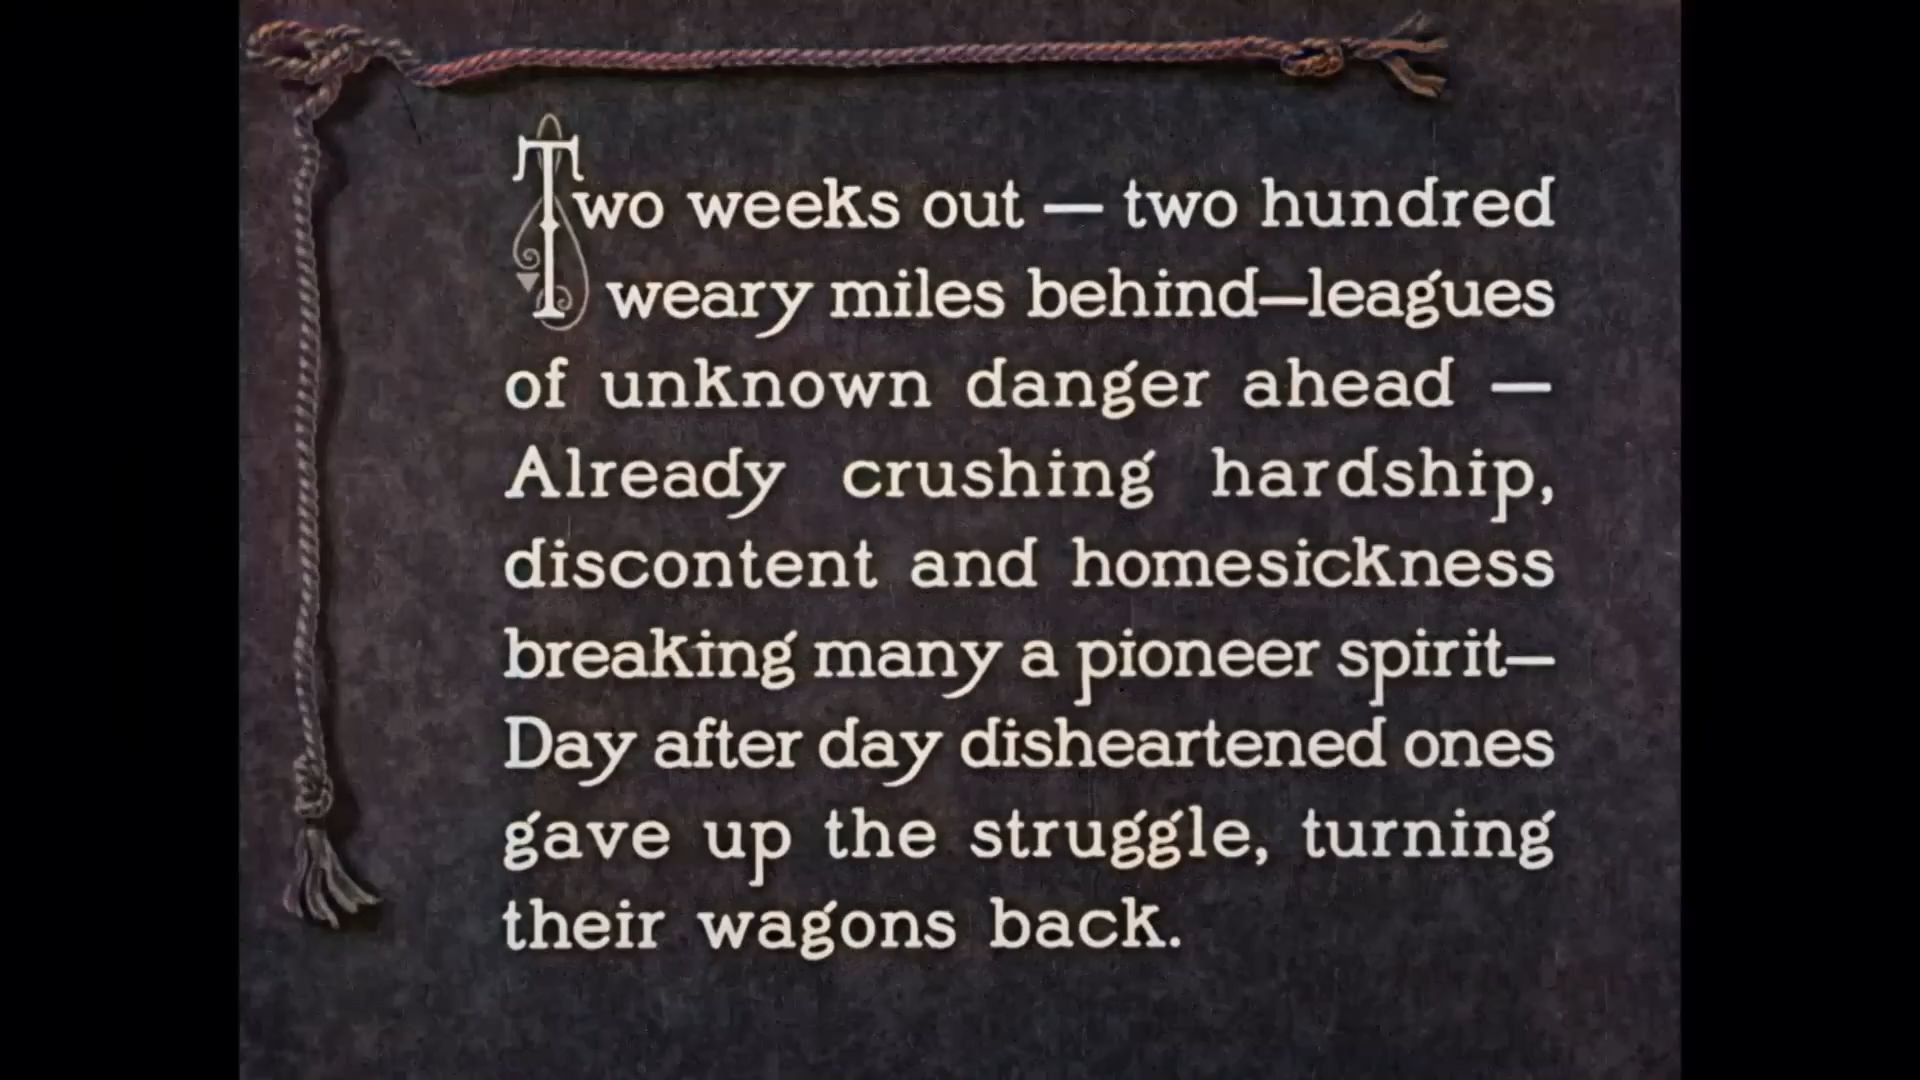 Two weeks out — two hundred
weary miles behind—leagues
of unknown danger ahead —
Already crushing hardship,
discontent and homesickness
breaking many a pioneer spirit—
Day after day disheartened ones
gave up the struggle, turning
their wagons back.